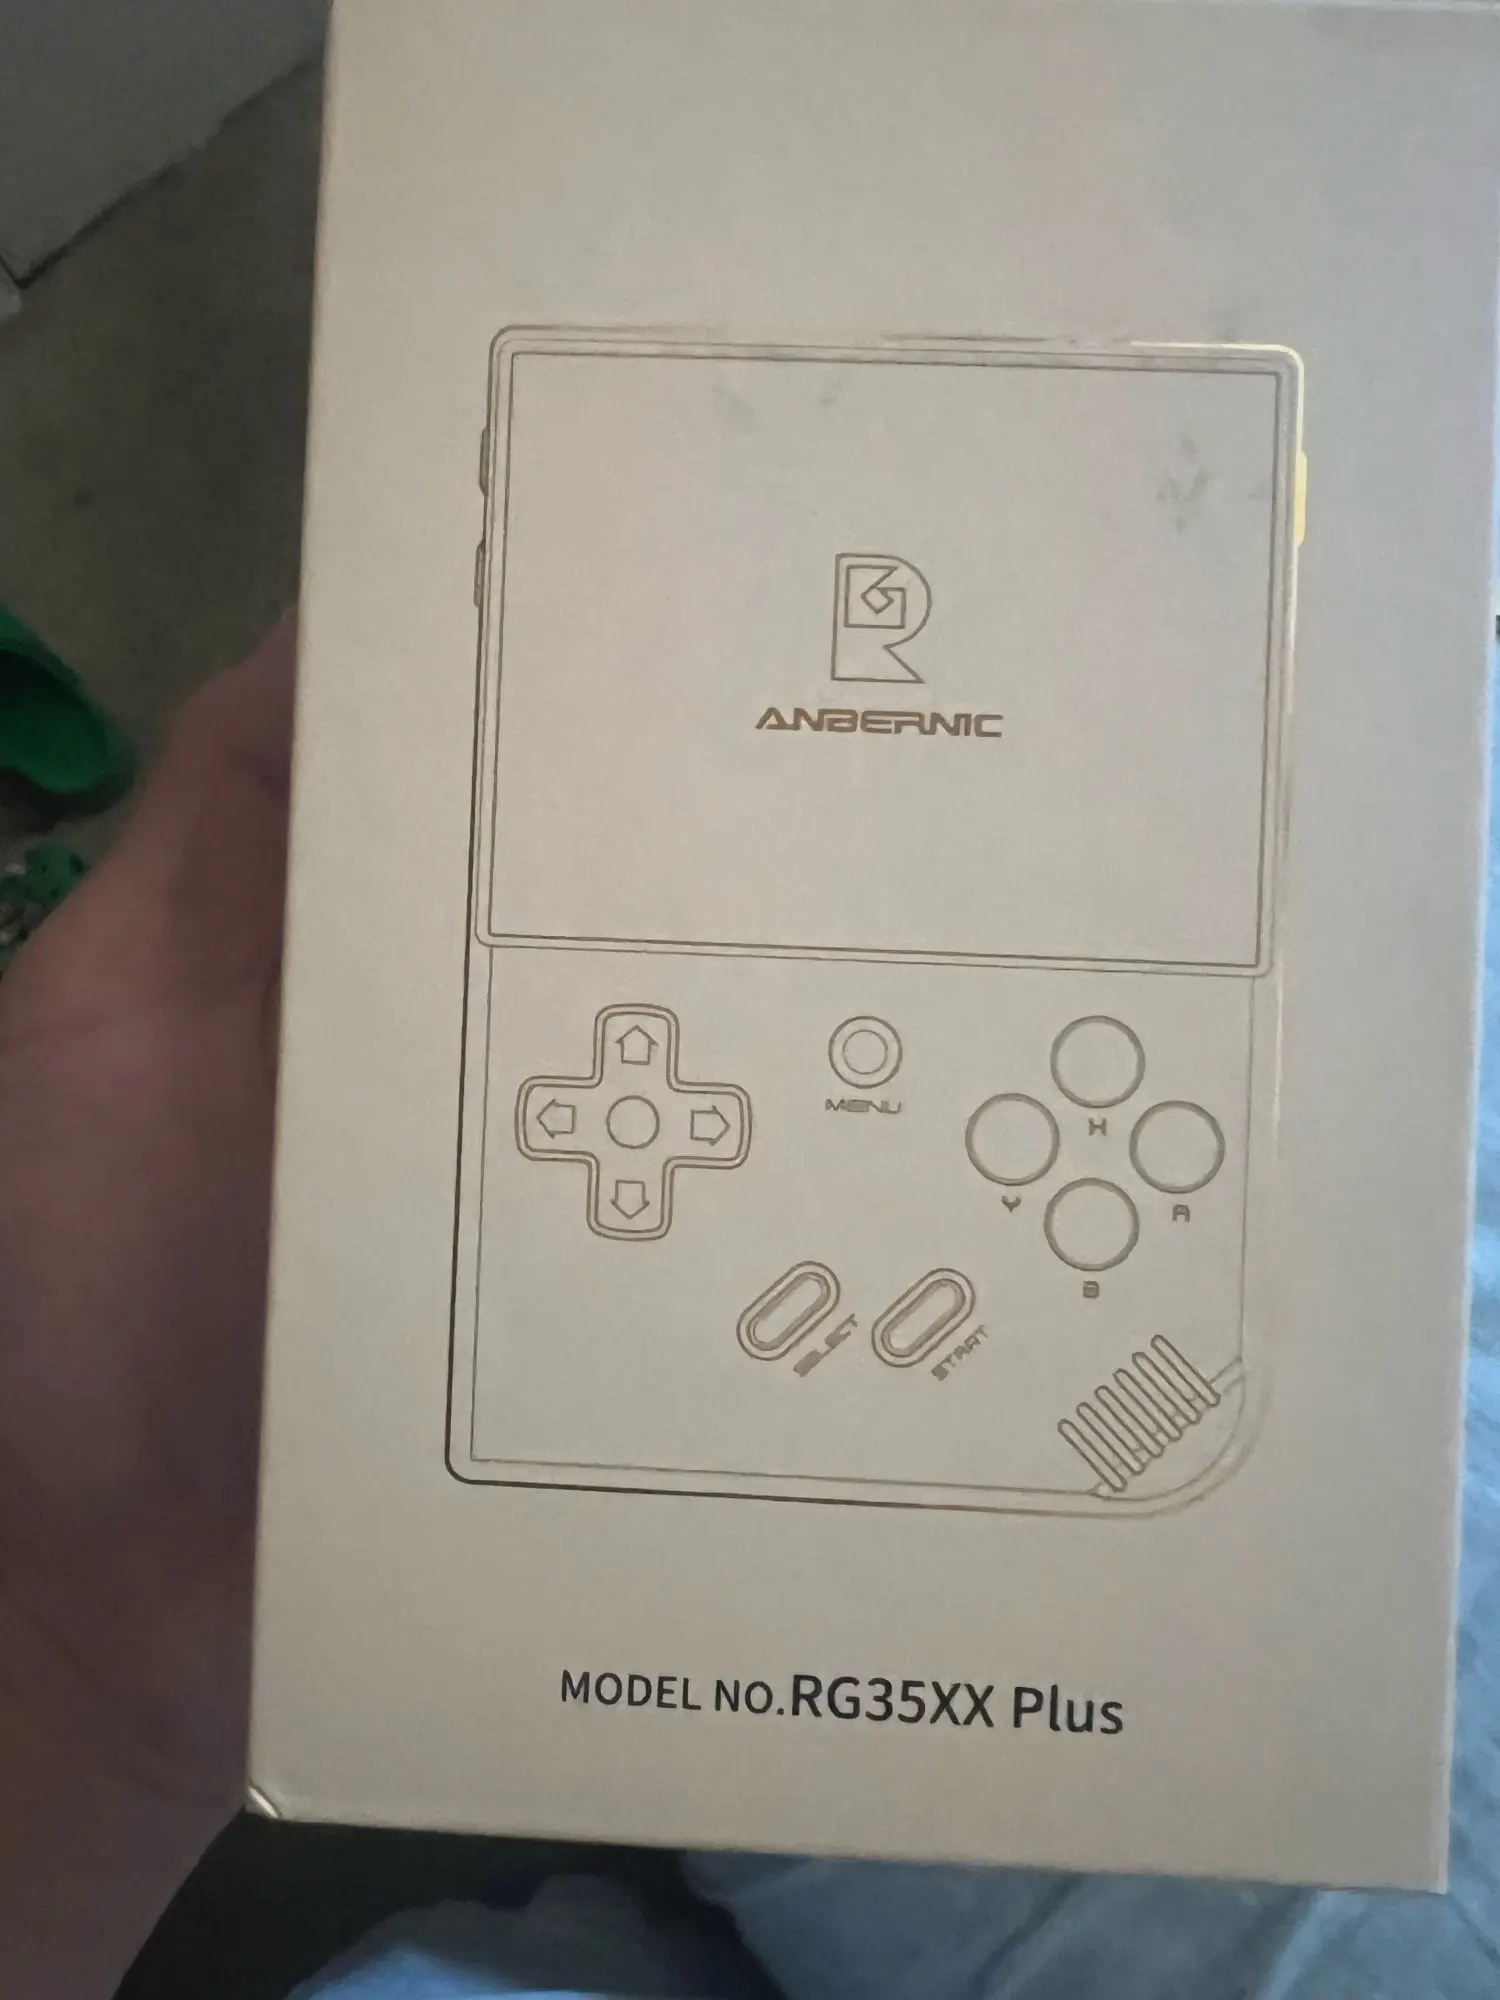 ANBERNIC
MENU
X
Y
A
B
SELECT
START
MODEL NO.RG35XX Plus